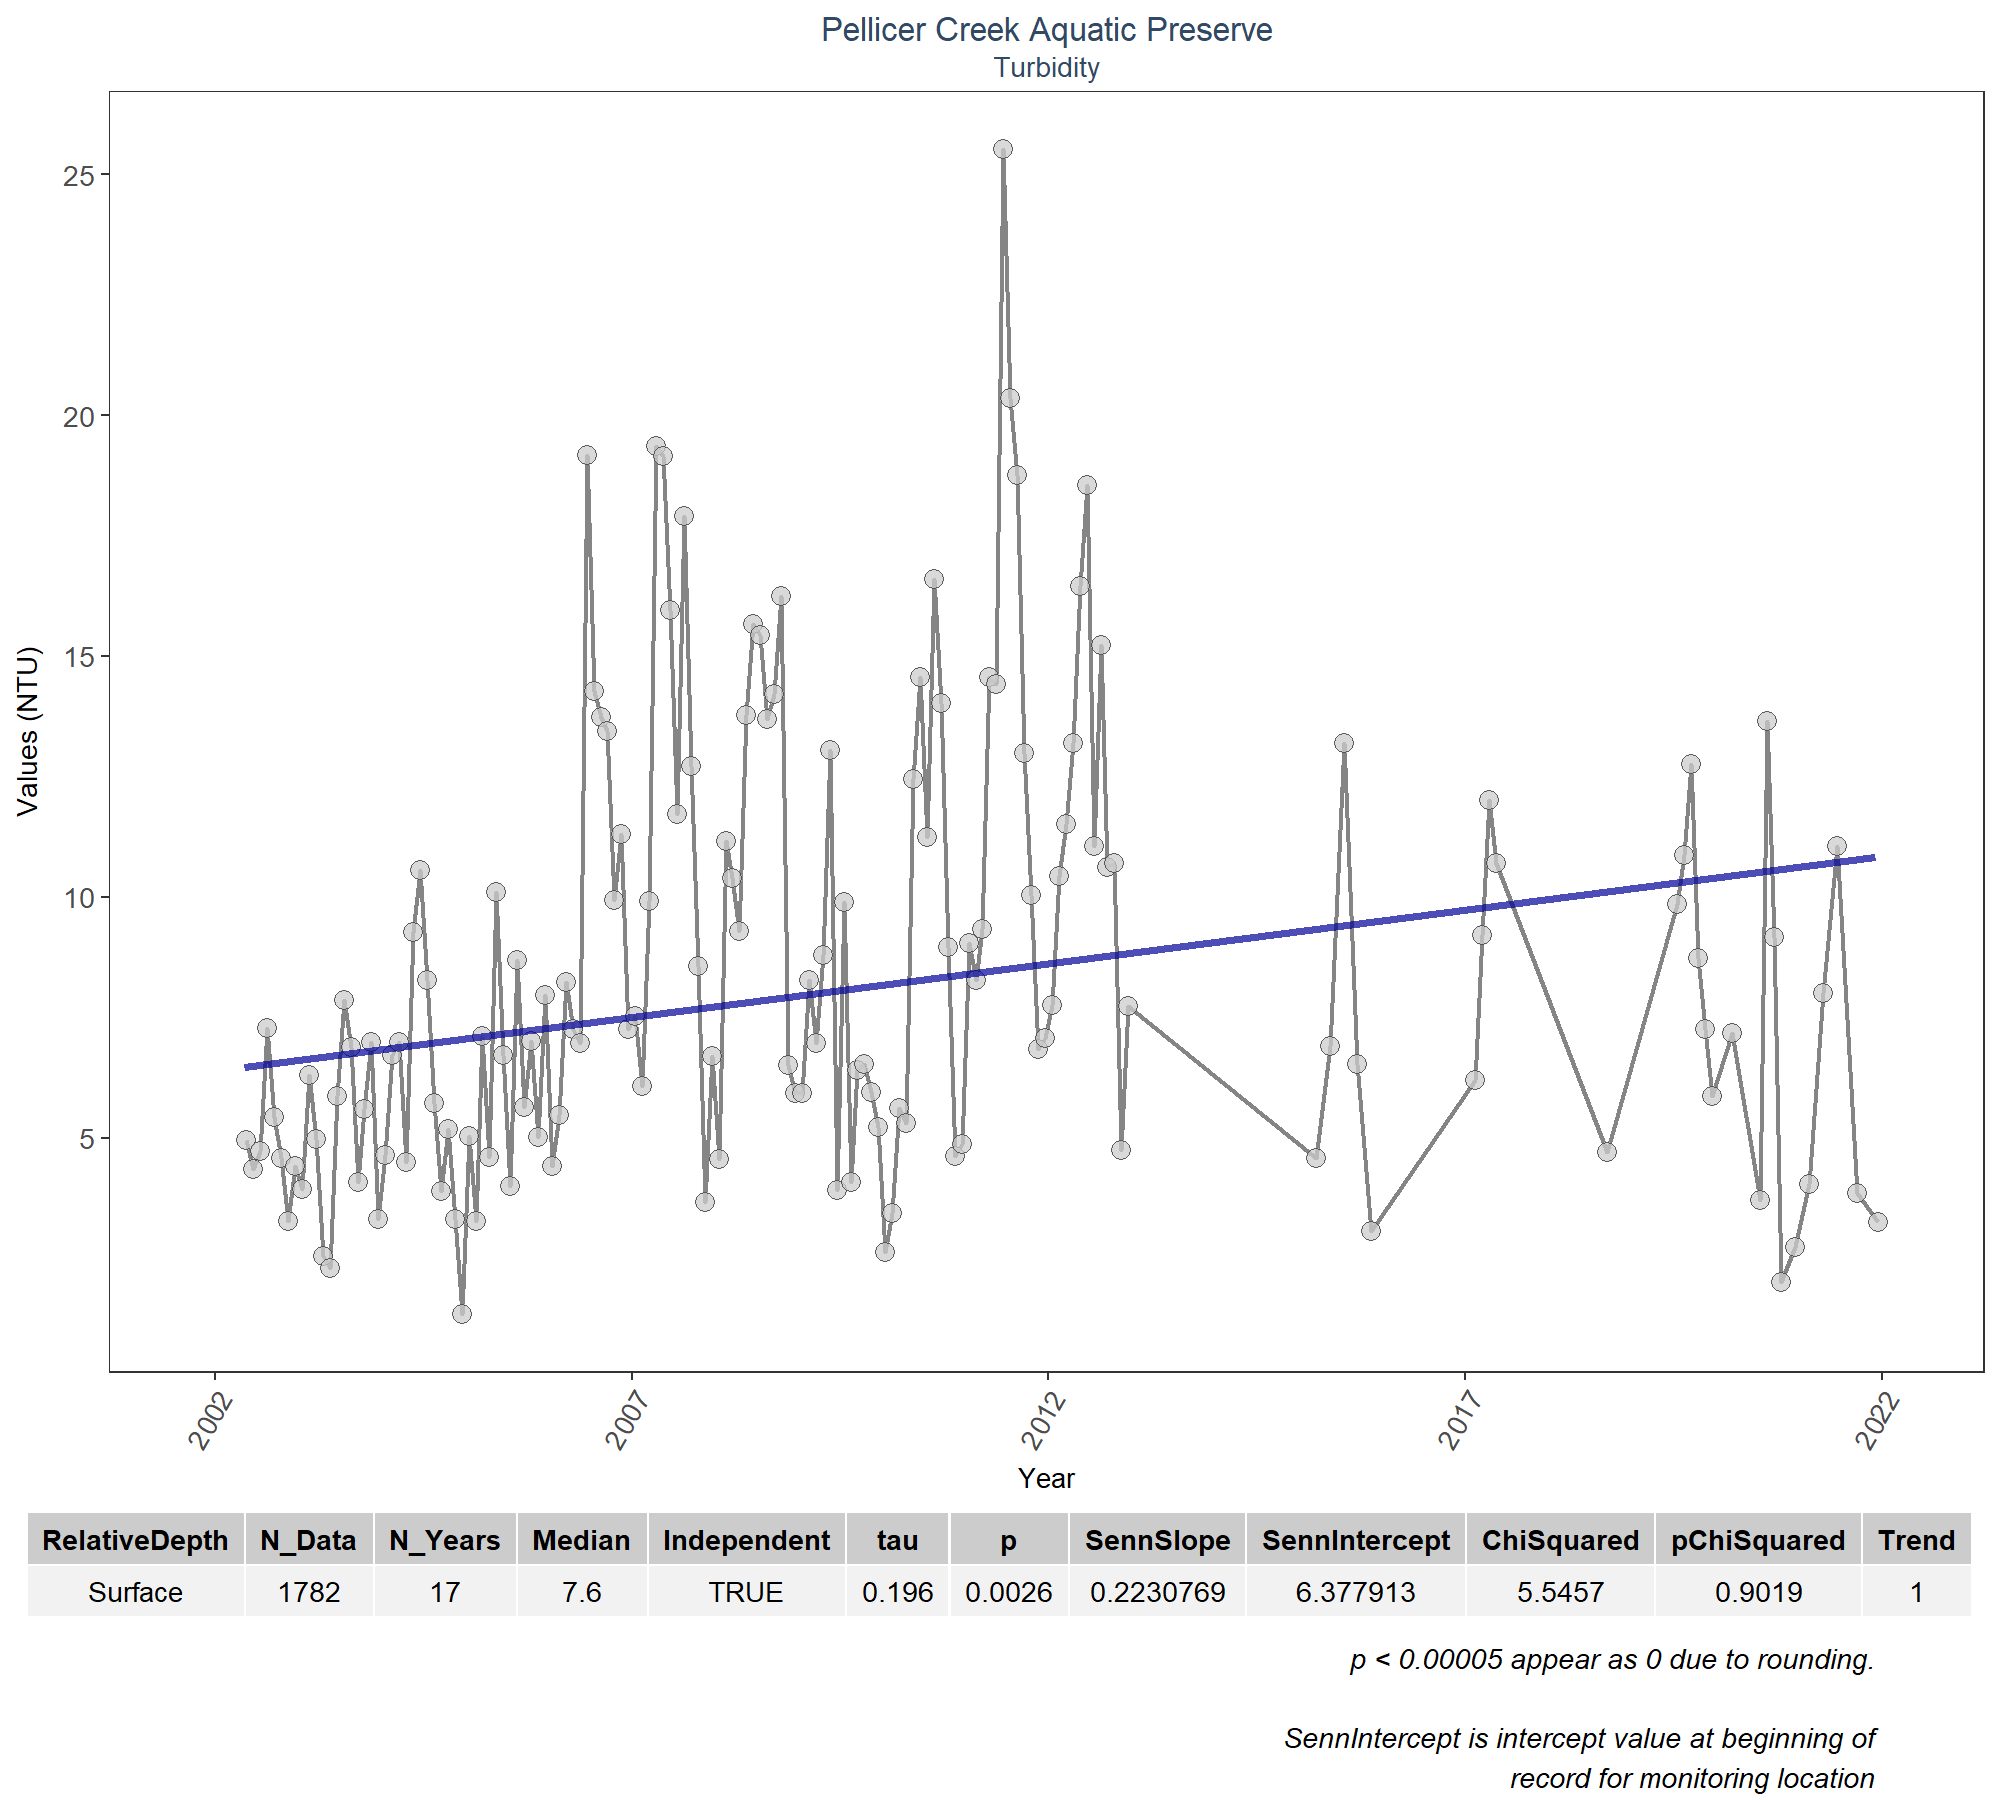 Pellicer Creek Aquatic Preserve
Turbidity
25
20
15
10
5
Values (NTU)
2002 2007 2012 2017 2022
Year
RelativeDepth N_Data N_Years Median Independent tau p SennSlope SennIntercept ChiSquared pChiSquared Trend
Surface 1782 17 7.6 TRUE 0.196 0.0026 0.2230769 6.377913 5.5457 0.9019 1
p < 0.00005 appear as 0 due to rounding.
SennIntercept is intercept value at beginning of
record for monitoring location